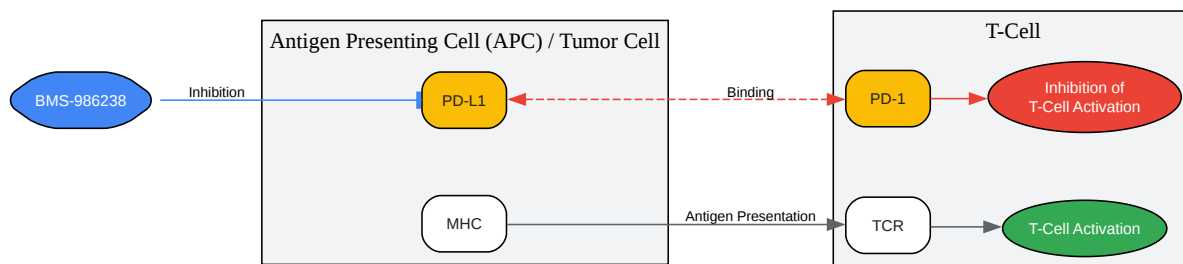 Antigen Presenting Cell (APC) / Tumor Cell
T-Cell
BMS-986238
Inhibition
PD-L1
Binding
PD-1
Inhibition of
T-Cell Activation
MHC
Antigen Presentation
TCR
T-Cell Activation